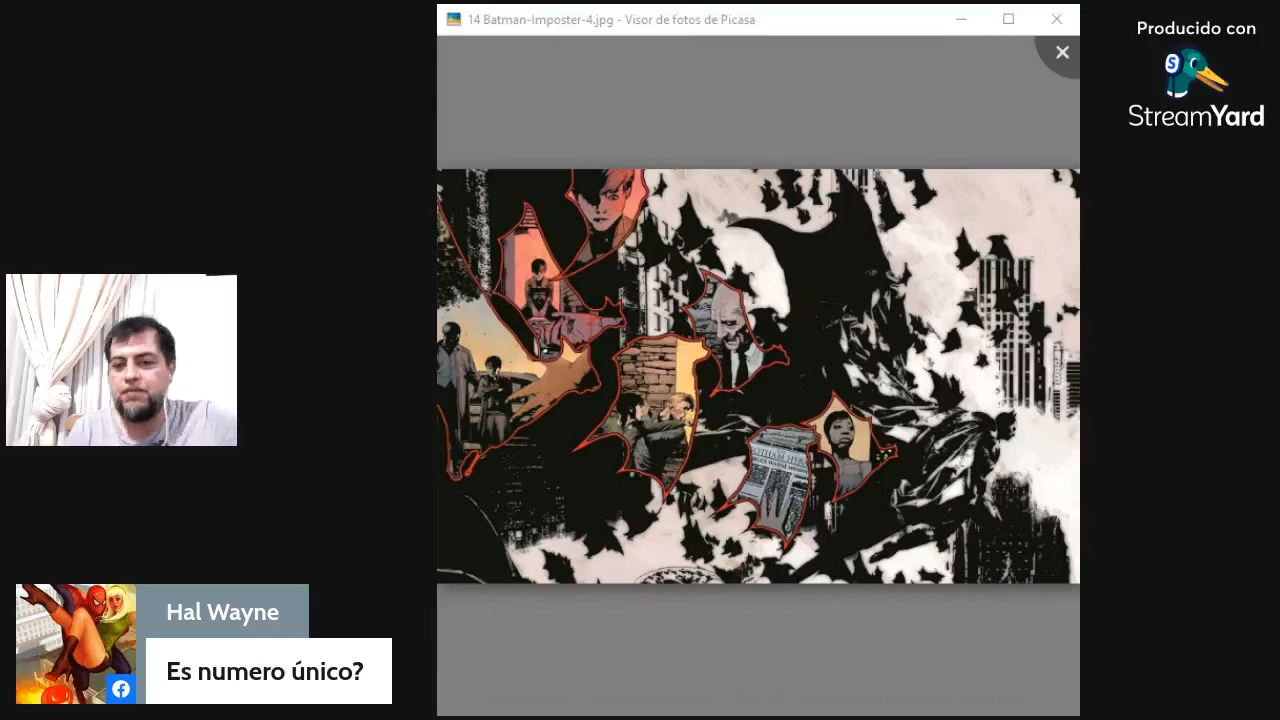 14 Batman-Imposter-4.jpg - Visor de fotos de Picasa
Producido con
S
StreamYard
Hal Wayne
Es numero único?